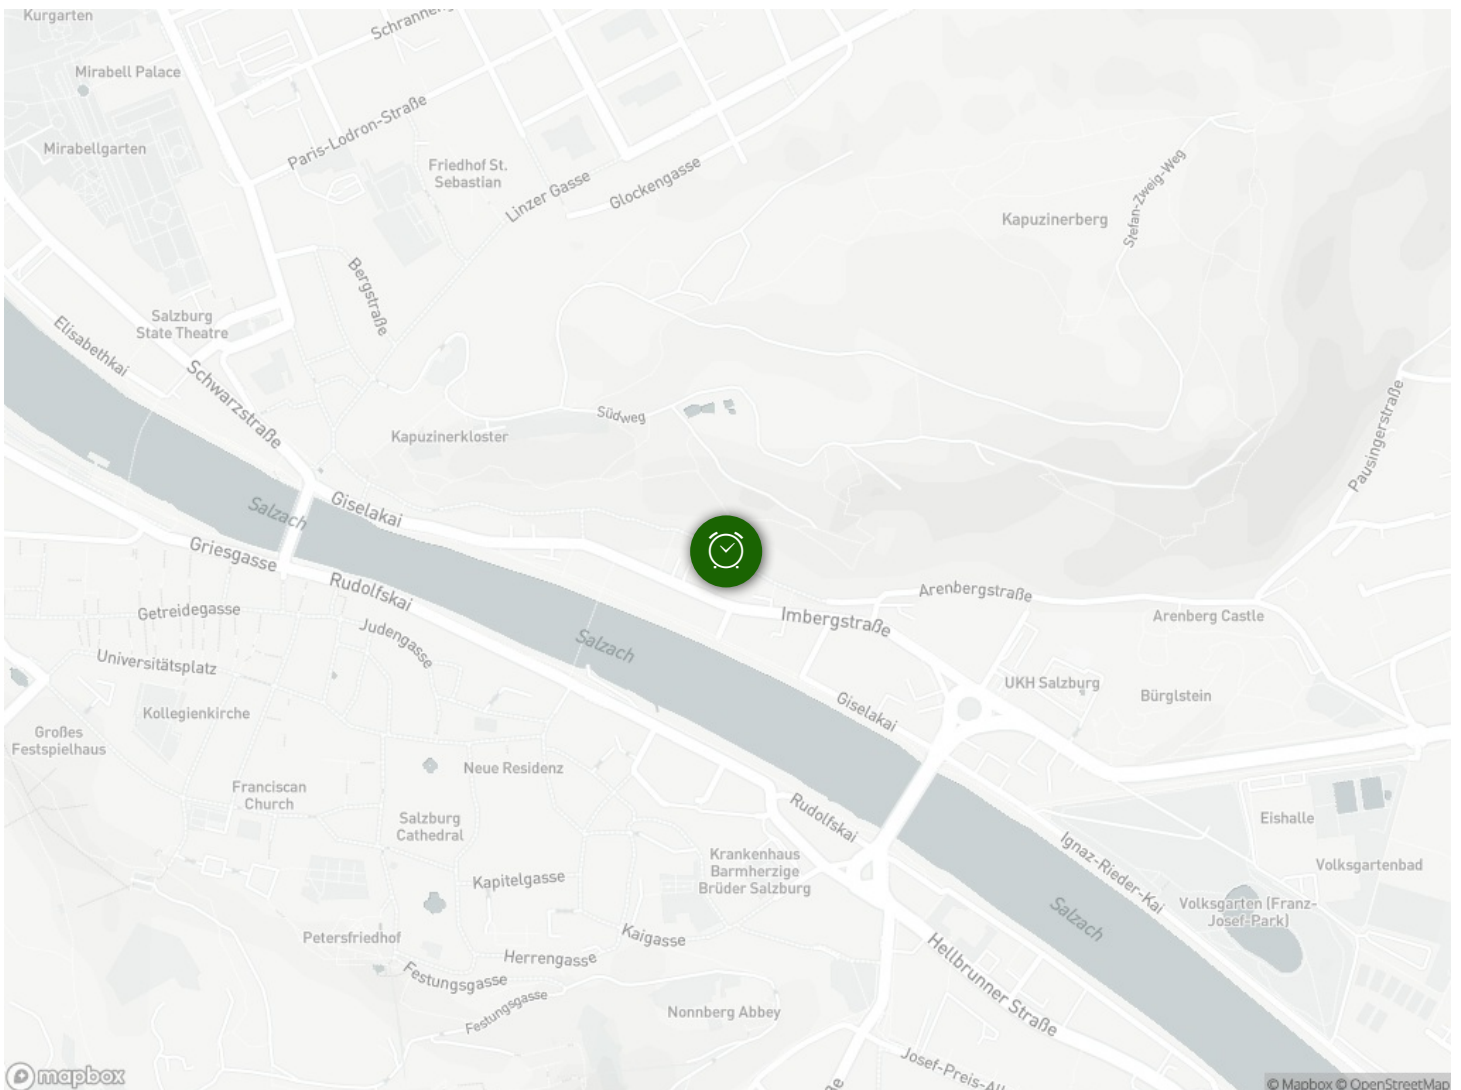 Kurgarten
Mirabell Palace
Mirabellgarten
Paris-Lodron-Straße
Friedhof St.
Sebastian
Linzer Gasse
Glockengasse
Kapuzinerberg
Stefan-Zweig-Weg
Bergstraße
Salzburg
State Theatre
Elisabethkai
Schwarzstraße
Südweg
Kapuzinerkloster
Pausingerstraße
Salzach
Giselakai
Griesgasse
Rudolfskai
Getreidegasse
Judengasse
Salzach
Imbergstraße
Arenbergstraße
Arenberg Castle
Universitätsplatz
UKH Salzburg
Bürglstein
Giselakai
Kollegienkirche
Großes
Festspielhaus
Neue Residenz
Franciscan
Church
Salzburg
Cathedral
Rudolfskai
Eishalle
Ignaz-Rieder-Kai
Volksgartenbad
Krankenhaus
Barmherzige
Brüder Salzburg
Kapitelgasse
Volksgarten (Franz-
Josef-Park)
Salzach
Petersfriedhof
Kaigasse
Herrengasse
Festungsgasse
Festungsgasse
Nonnberg Abbey
Hellbrunner Straße
mapbox
© Mapbox © OpenStreetMap